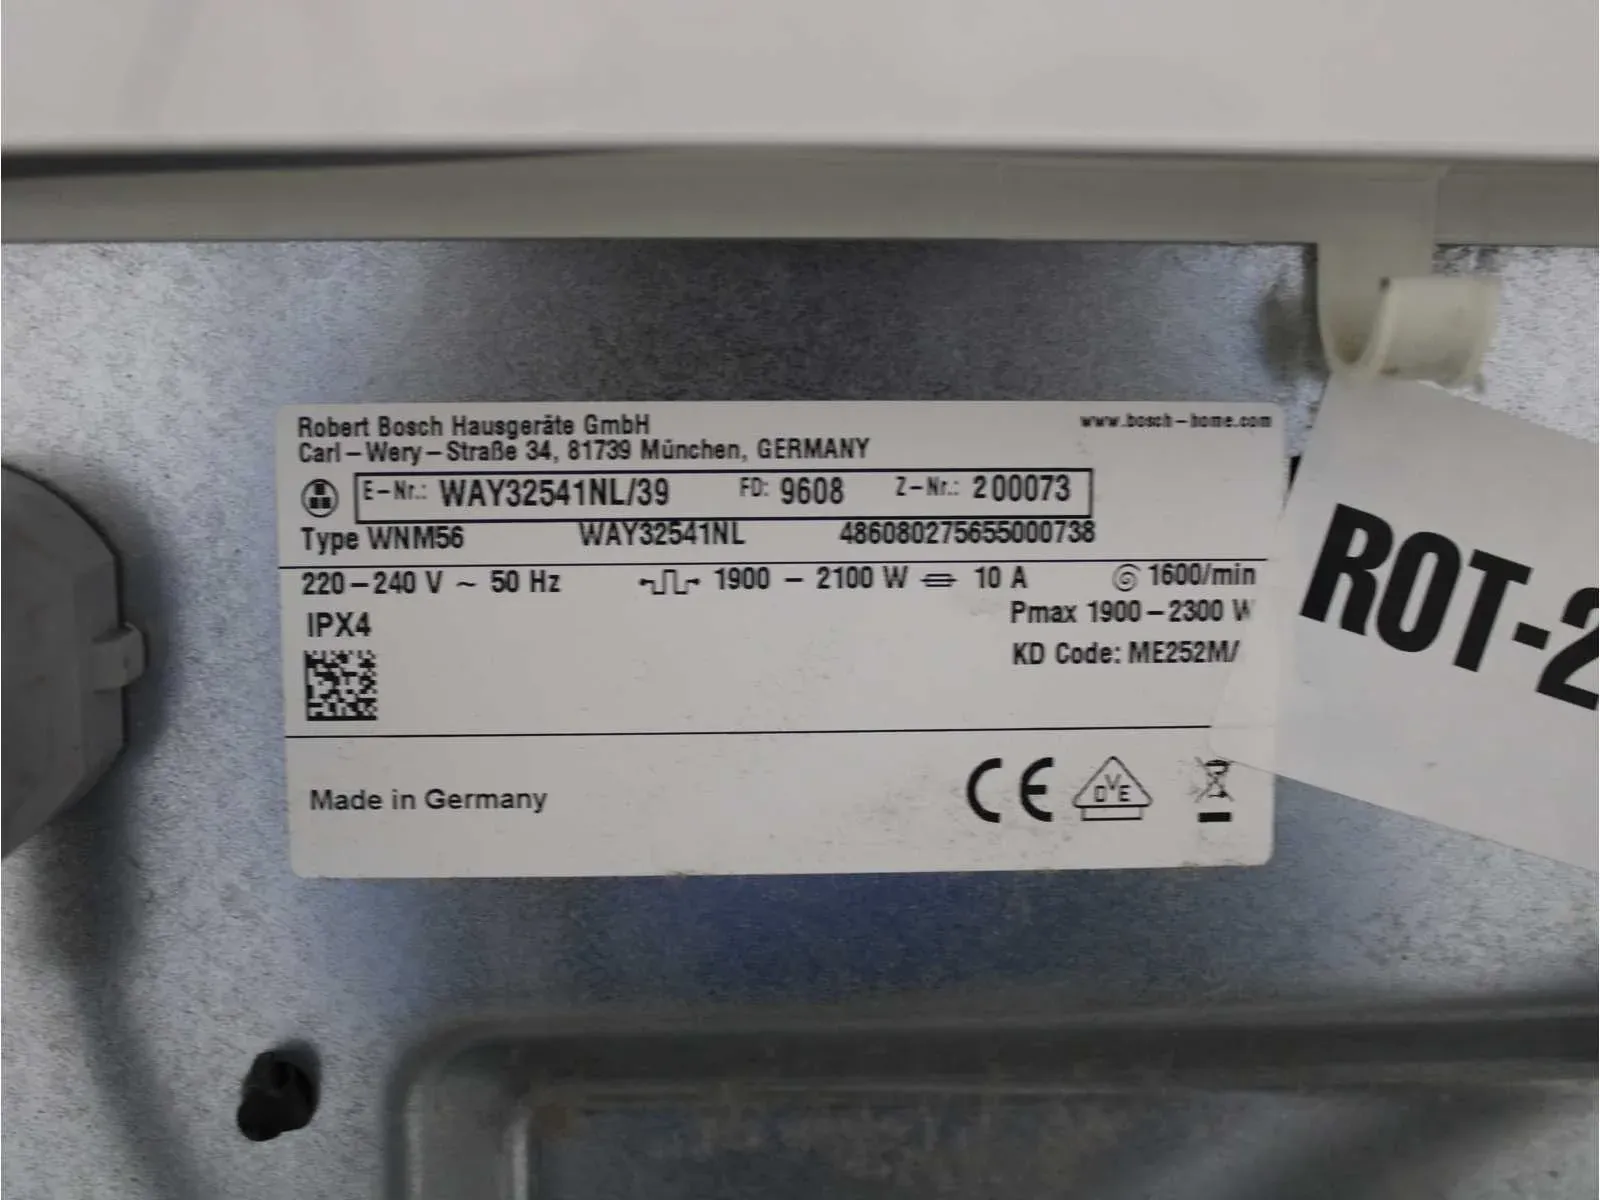 Robert Bosch Hausgeräte GmbH
www.bosch-home.com
Carl-Wery-Straße 34, 81739 München, GERMANY
E-Nr.: WAY32541NL/39 FD: 9608 Z-Nr.: 200073
Type WNM56 WAY32541NL 486080275655000738
220-240 V ~ 50 Hz 1900 - 2100 W 10 A 1600/min
IPX4
Pmax 1900-2300 W
KD Code: ME252M/
Made in Germany
CE
DVE
ROT-2